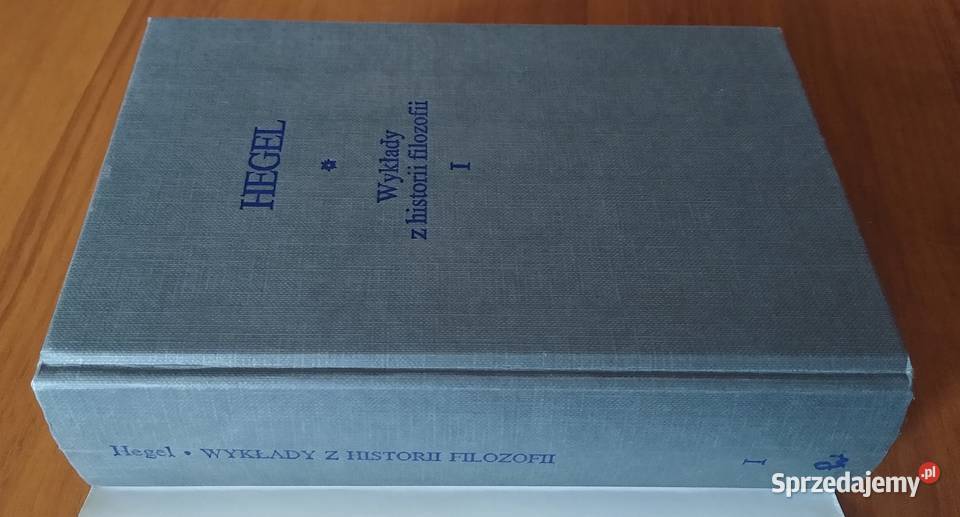 HEGEL
Wykłady
z historii filozofii
I
Hegel • WYKŁADY Z HISTORII FILOZOFII
I
Sprzedajemy.pl